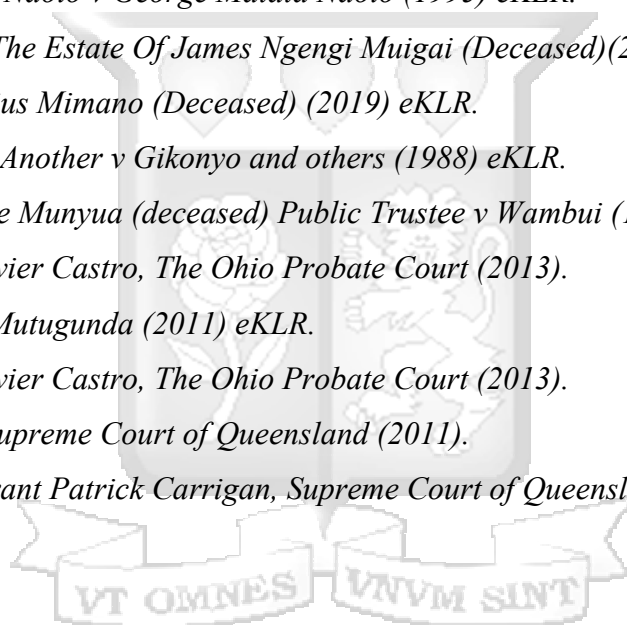 v George Matata Ndolo (1995) eKLR.
The Estate Of James Ngengi Muigai (Deceased)(2
us Mimano (Deceased) (2019) eKLR.
Another v Gikonyo and others (1988) eKLR.
e Munyua (deceased) Public Trustee v Wambui (1
vier Castro, The Ohio Probate Court (2013).
Mutugunda (2011) eKLR.
vier Castro, The Ohio Probate Court (2013).
upreme Court of Queensland (2011).
rant Patrick Carrigan, Supreme Court of Queensl
VT OMNES VNVM SINT